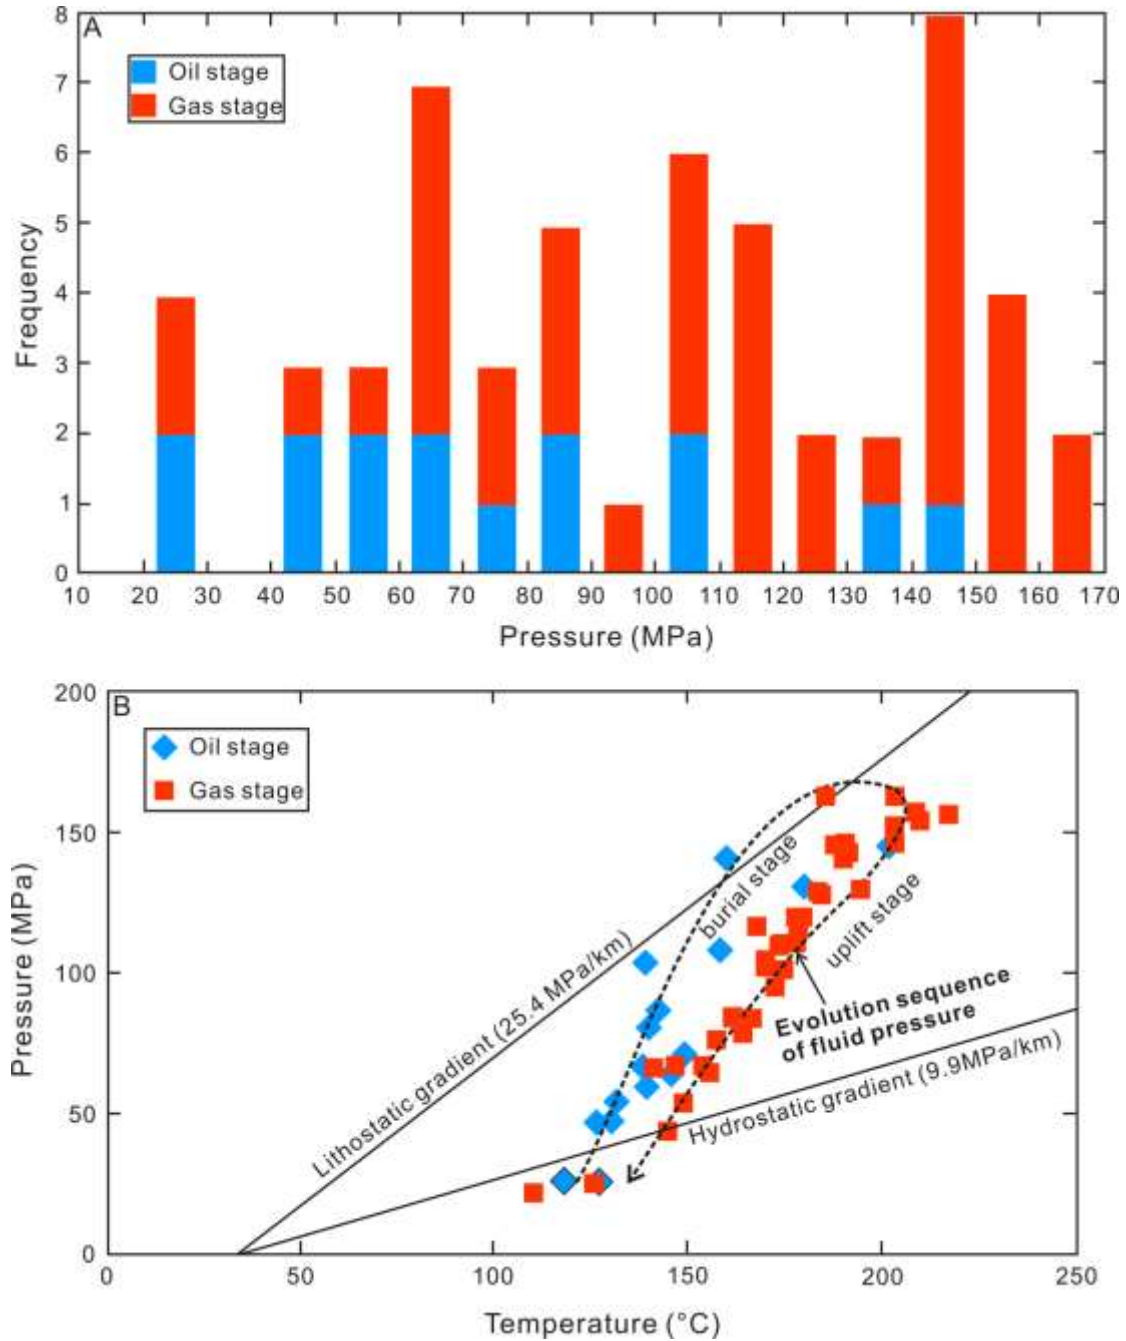 A
Oil stage
Gas stage
8
7
6
5
4
3
2
1
0
Frequency
10 20 30 40 50 60 70 80 90 100 110 120 130 140 150 160 170
Pressure (MPa)
B
Oil stage
Gas stage
200
150
100
50
0
Pressure (MPa)
Lithostatic gradient (25.4 MPa/km)
burial stage
uplift stage
Evolution sequence
of fluid pressure
Hydrostatic gradient (9.9MPa/km)
0 50 100 150 200 250
Temperature (°C)